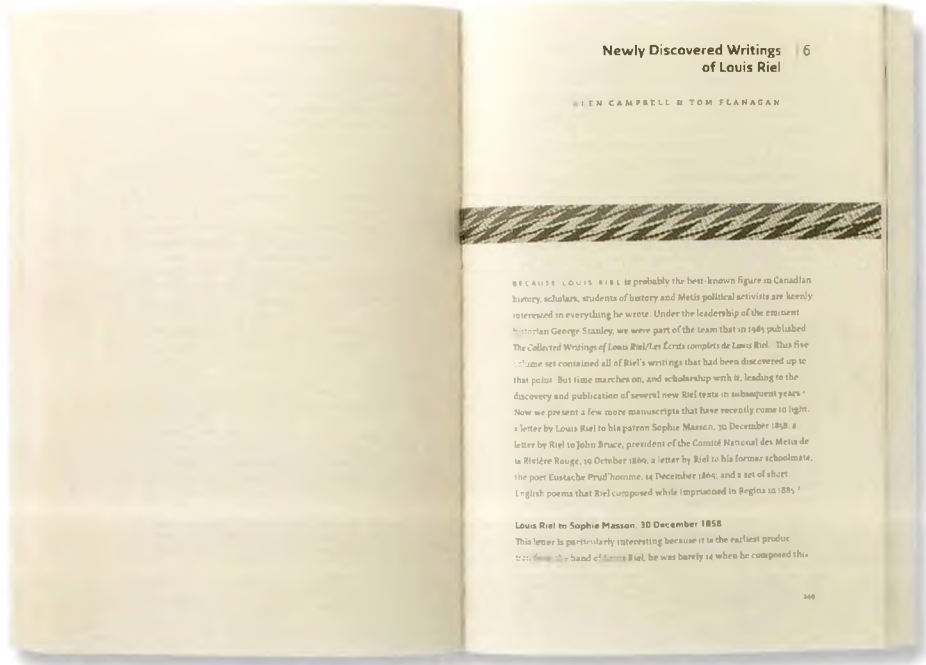 Newly Discovered Writings | 6
of Louis Riel
GLEN CAMPBELL & TOM FLANAGAN
BECAUSE LOUIS RIEL is probably the best-known figure in Canadian
history, scholars, students of history and Metis political activists are keenly
interested in everything he wrote. Under the leadership of the eminent
historian George Stanley, we were part of the team that in 1985 published
The Collected Writings of Louis Riel/Les Écrits complets de Louis Riel. This five
volume set contained all of Riel's writings that had been discovered up to
that point. But time marches on, and scholarship with it, leading to the
discovery and publication of several new Riel texts in subsequent years.
Now we present a few more manuscripts that have recently come to light:
a letter by Louis Riel to his patron Sophie Masson, 30 December 1858; a
letter by Riel to John Bruce, president of the Comité National des Metis de
la Rivière Rouge, 19 October 1869; a letter by Riel to his former schoolmate,
the poet Eustache Prud'homme, 14 December 1869; and a set of short
English poems that Riel composed while imprisoned in Regina in 1885.
Louis Riel to Sophie Masson, 30 December 1858
This letter is particularly interesting because it is the earliest produc
from the hand of Louis Riel; he was barely 14 when he composed this